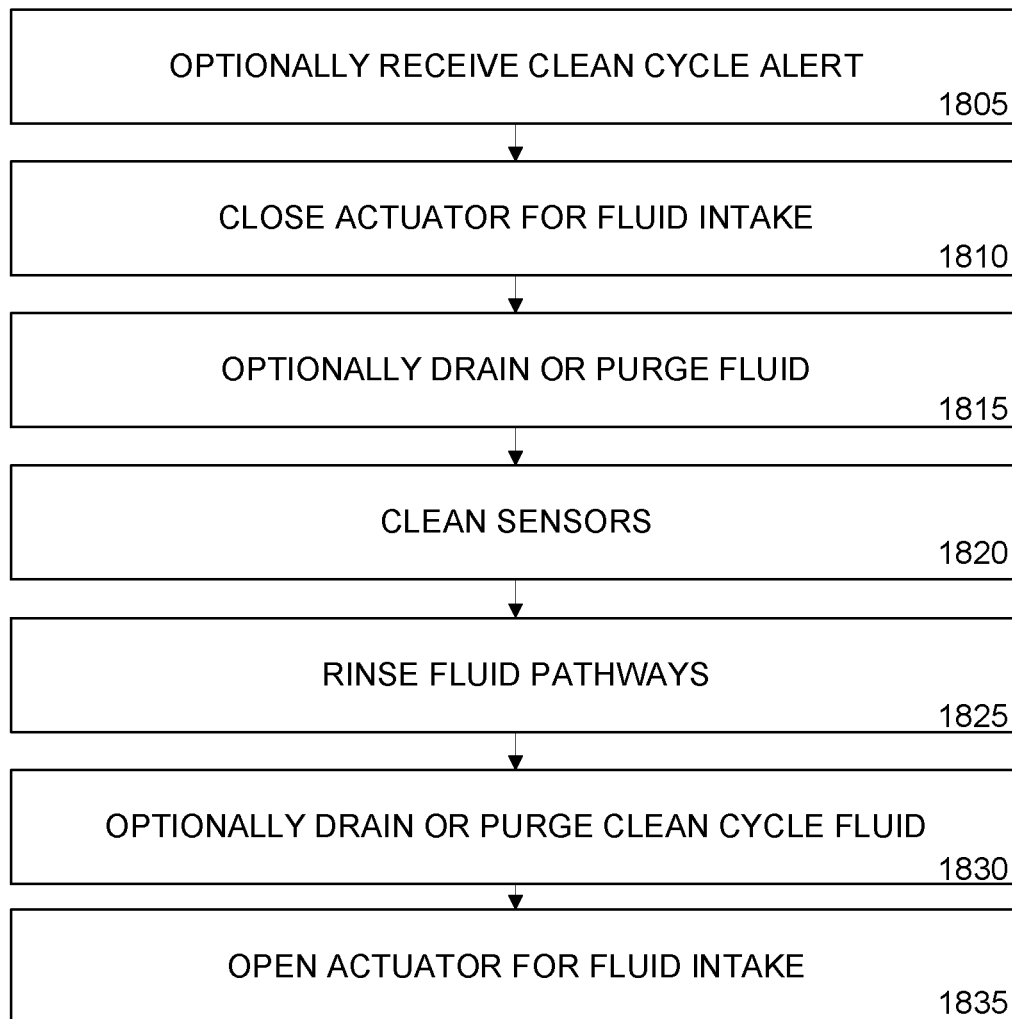 OPTIONALLY RECEIVE CLEAN CYCLE ALERT
1805
CLOSE ACTUATOR FOR FLUID INTAKE
1810
OPTIONALLY DRAIN OR PURGE FLUID
1815
CLEAN SENSORS
1820
RINSE FLUID PATHWAYS
1825
OPTIONALLY DRAIN OR PURGE CLEAN CYCLE FLUID
1830
OPEN ACTUATOR FOR FLUID INTAKE
1835